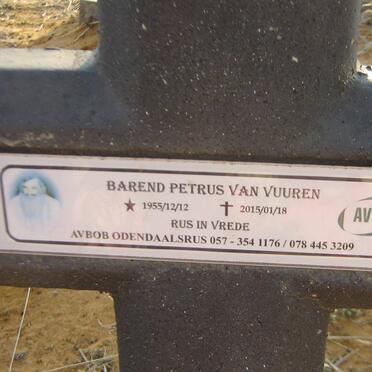 BAREND PETRUS VAN VUUREN
★ 1955/12/12 ✝ 2015/01/18
RUS IN VREDE
AVBOB ODENDAALSRUS 057 - 354 1176 / 078 445 3209
AV